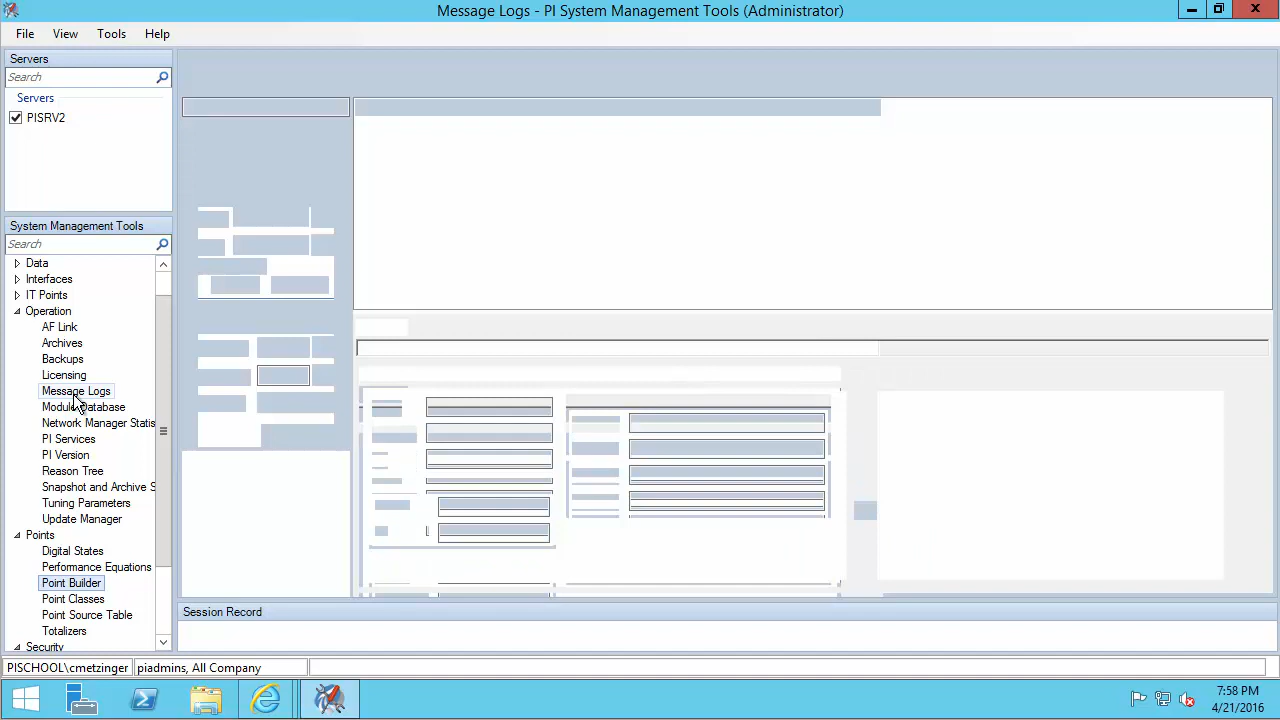 Message Logs - PI System Management Tools (Administrator)
File View Tools Help
Servers
Search
Servers
PISRV2
System Management Tools
Search
Data
Interfaces
IT Points
Operation
AF Link
Archives
Backups
Licensing
Message Logs
Module Database
Network Manager Statis
PI Services
PI Version
Reason Tree
Snapshot and Archive S
Tuning Parameters
Update Manager
Points
Digital States
Performance Equations
Point Builder
Point Classes
Point Source Table
Totalizers
Security
Session Record
PISCHOOL\cmetzinger piadmins, All Company
7:58 PM
4/21/2016